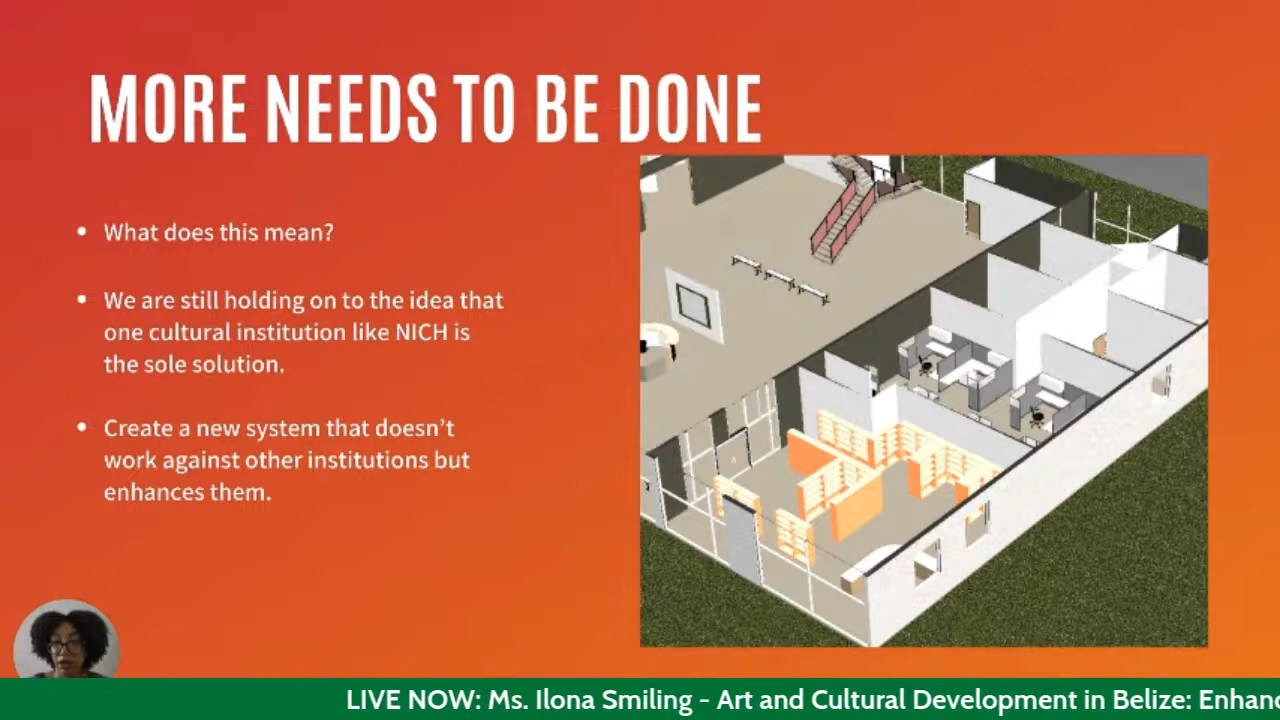 MORE NEEDS TO BE DONE
• What does this mean?
• We are still holding on to the idea that
one cultural institution like NICH is
the sole solution.
• Create a new system that doesn't
work against other institutions but
enhances them.
LIVE NOW: Ms. Ilona Smiling - Art and Cultural Development in Belize: Enhanc